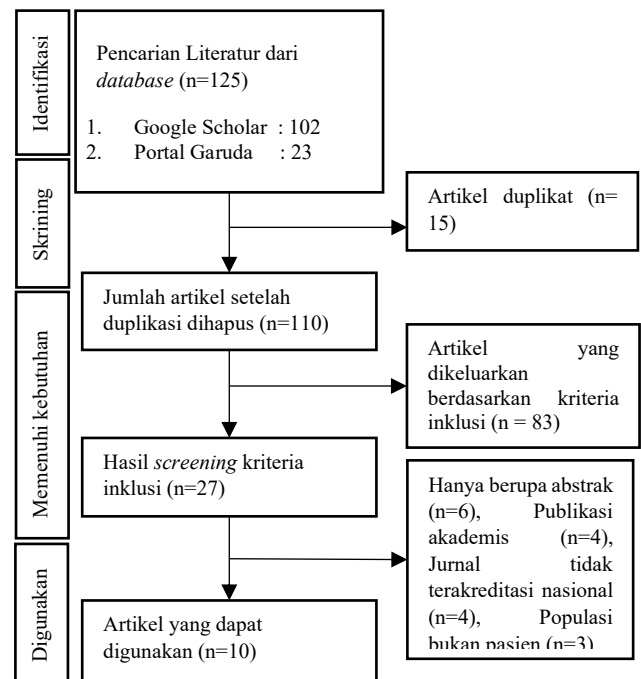 Identifikasi
Pencarian Literatur dari
database (n=125)
1. Google Scholar : 102
2. Portal Garuda : 23
Skrining
Artikel duplikat (n=
15)
Jumlah artikel setelah
duplikasi dihapus (n=110)
Memenuhi kebutuhan
Artikel yang
dikeluarkan
berdasarkan kriteria
inklusi (n = 83)
Hasil screening kriteria
inklusi (n=27)
Hanya berupa abstrak
(n=6), Publikasi
akademis (n=4),
Jurnal tidak
terakreditasi nasional
(n=4), Populasi
bukan pasien (n=3)
Digunakan
Artikel yang dapat
digunakan (n=10)